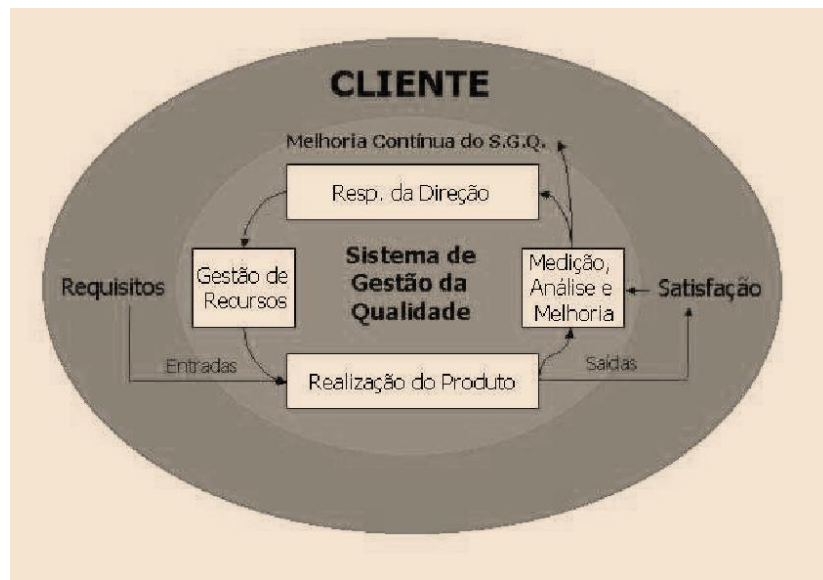 CLIENTE
Melhoria Contínua do S.G.Q.
Resp. da Direção
Sistema de
Gestão da
Qualidade
Gestão de
Recursos
Medição,
Análise e
Melhoria
Requisitos
Satisfação
Entradas
Realização do Produto
Saídas